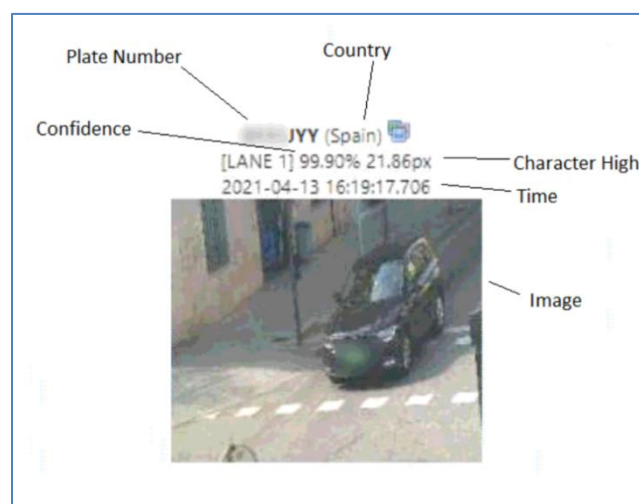 Country
Plate Number
Confidence
JYY (Spain)
[LANE 1] 99.90% 21.86px
Character High
2021-04-13 16:19:17.706
Time
Image